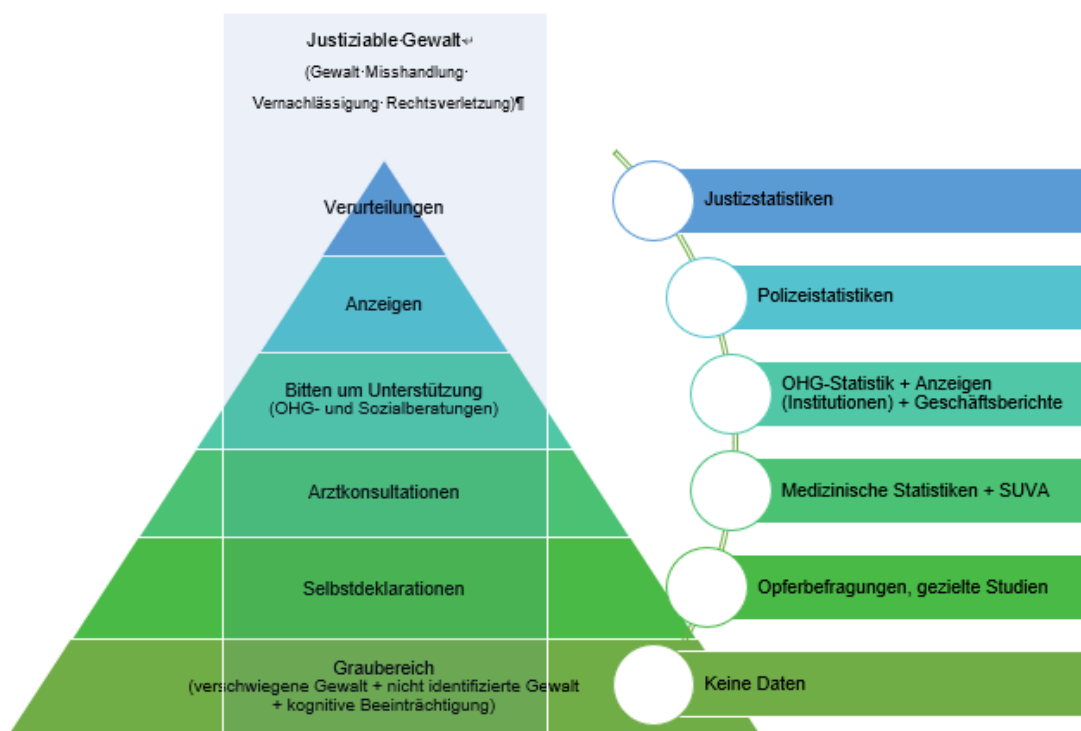 Justiziable·Gewalt↵
(Gewalt·Misshandlung·
Vernachlässigung·Rechtsverletzung)¶
Verurteilungen
Anzeigen
Bitten um Unterstützung
(OHG- und Sozialberatungen)
Arztkonsultationen
Selbstdeklarationen
Graubereich
(verschwiegene Gewalt + nicht identifizierte Gewalt
+ kognitive Beeinträchtigung)
Justizstatistiken
Polizeistatistiken
OHG-Statistik + Anzeigen
(Institutionen) + Geschäftsberichte
Medizinische Statistiken + SUVA
Opferbefragungen, gezielte Studien
Keine Daten